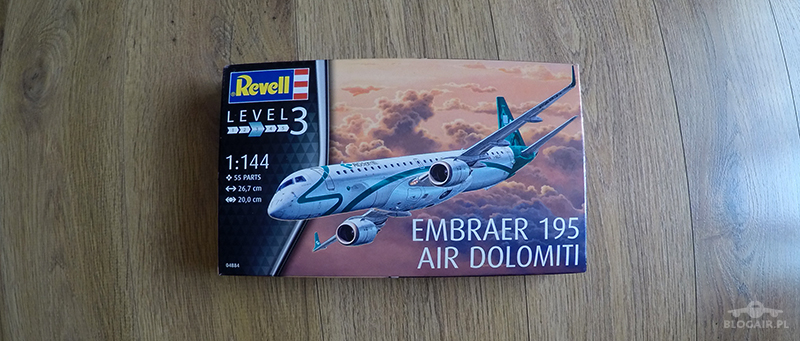 Revell
LEVEL 3
1:144
55 PARTS
26,7 cm
20,0 cm
04884
EMBRAER 195
AIR DOLOMITI
BLOGAIR.PL